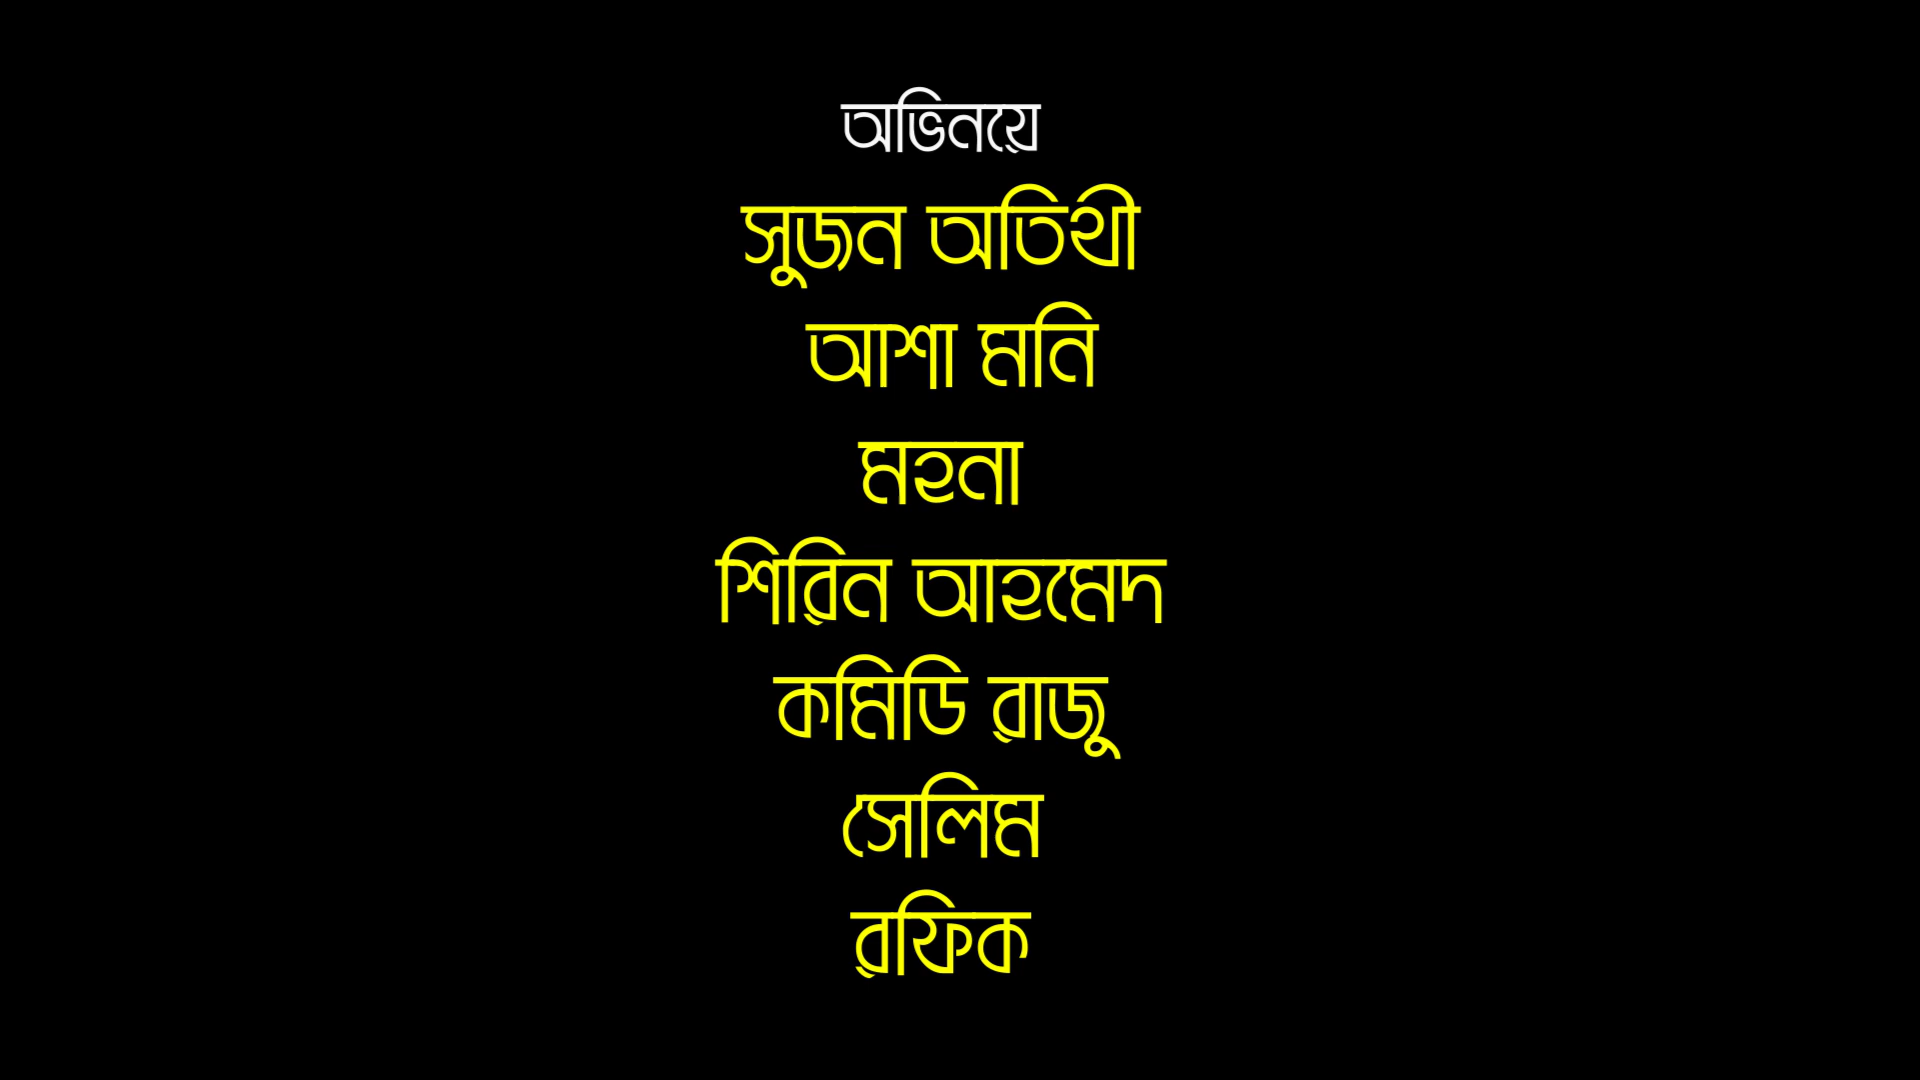 অভিনয়ে
সুজন অতিথী
আশা মনি
মহনা
শিরিন আহমেদ
কমিডি রাজু
সেলিম
রফিক